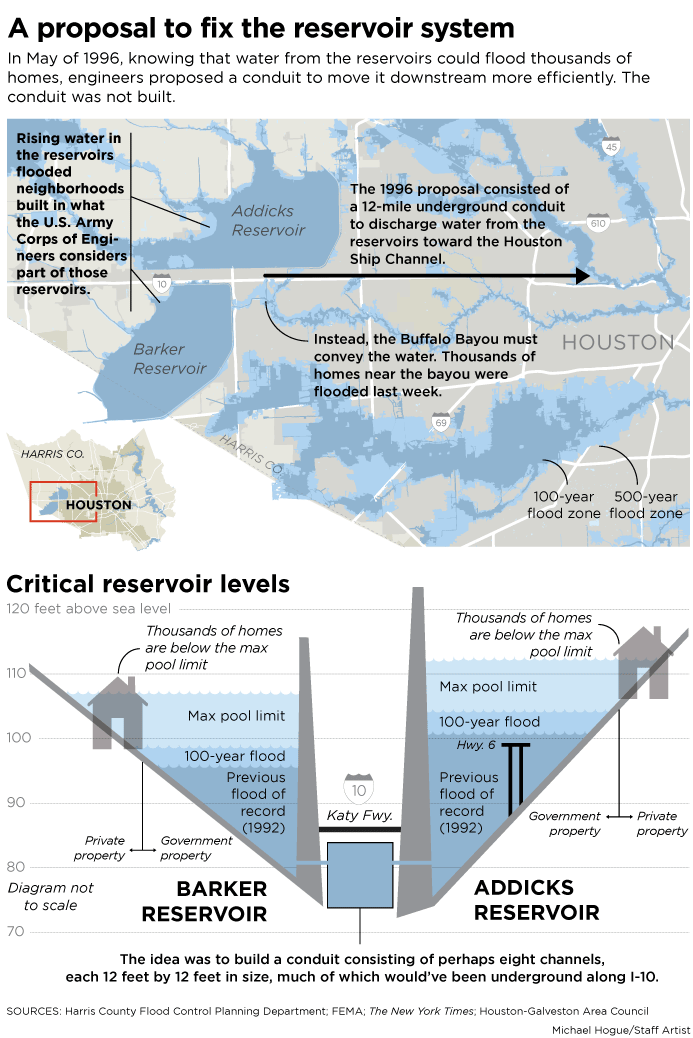 A proposal to fix the reservoir system
In May of 1996, knowing that water from the reservoirs could flood thousands of
homes, engineers proposed a conduit to move it downstream more efficiently. The
conduit was not built.
Rising water in
the reservoirs
flooded
neighborhoods
built in what
the U.S. Army
Corps of Engi-
neers considers
part of those
reservoirs.
Addicks
Reservoir
The 1996 proposal consisted of
a 12-mile underground conduit
to discharge water from the
reservoirs toward the Houston
Ship Channel.
45
610
10
Barker
Reservoir
Instead, the Buffalo Bayou must
convey the water. Thousands of
homes near the bayou were
flooded last week.
HOUSTON
69
HARRIS CO.
100-year
flood zone
500-year
flood zone
HARRIS CO.
HOUSTON
Critical reservoir levels
120 feet above sea level
110
100
90
80
70
Thousands of homes
are below the max
pool limit
Max pool limit
100-year flood
Previous
flood of
record
(1992)
Private
property
Government
property
Diagram not
to scale
BARKER
RESERVOIR
10
Katy Fwy.
Thousands of homes
are below the max
pool limit
Max pool limit
100-year flood
Hwy. 6
Previous
flood of
record
(1992)
Government
property
Private
property
ADDICKS
RESERVOIR
The idea was to build a conduit consisting of perhaps eight channels,
each 12 feet by 12 feet in size, much of which would've been underground along I-10.
SOURCES: Harris County Flood Control Planning Department; FEMA; The New York Times; Houston-Galveston Area Council
Michael Hogue/Staff Artist